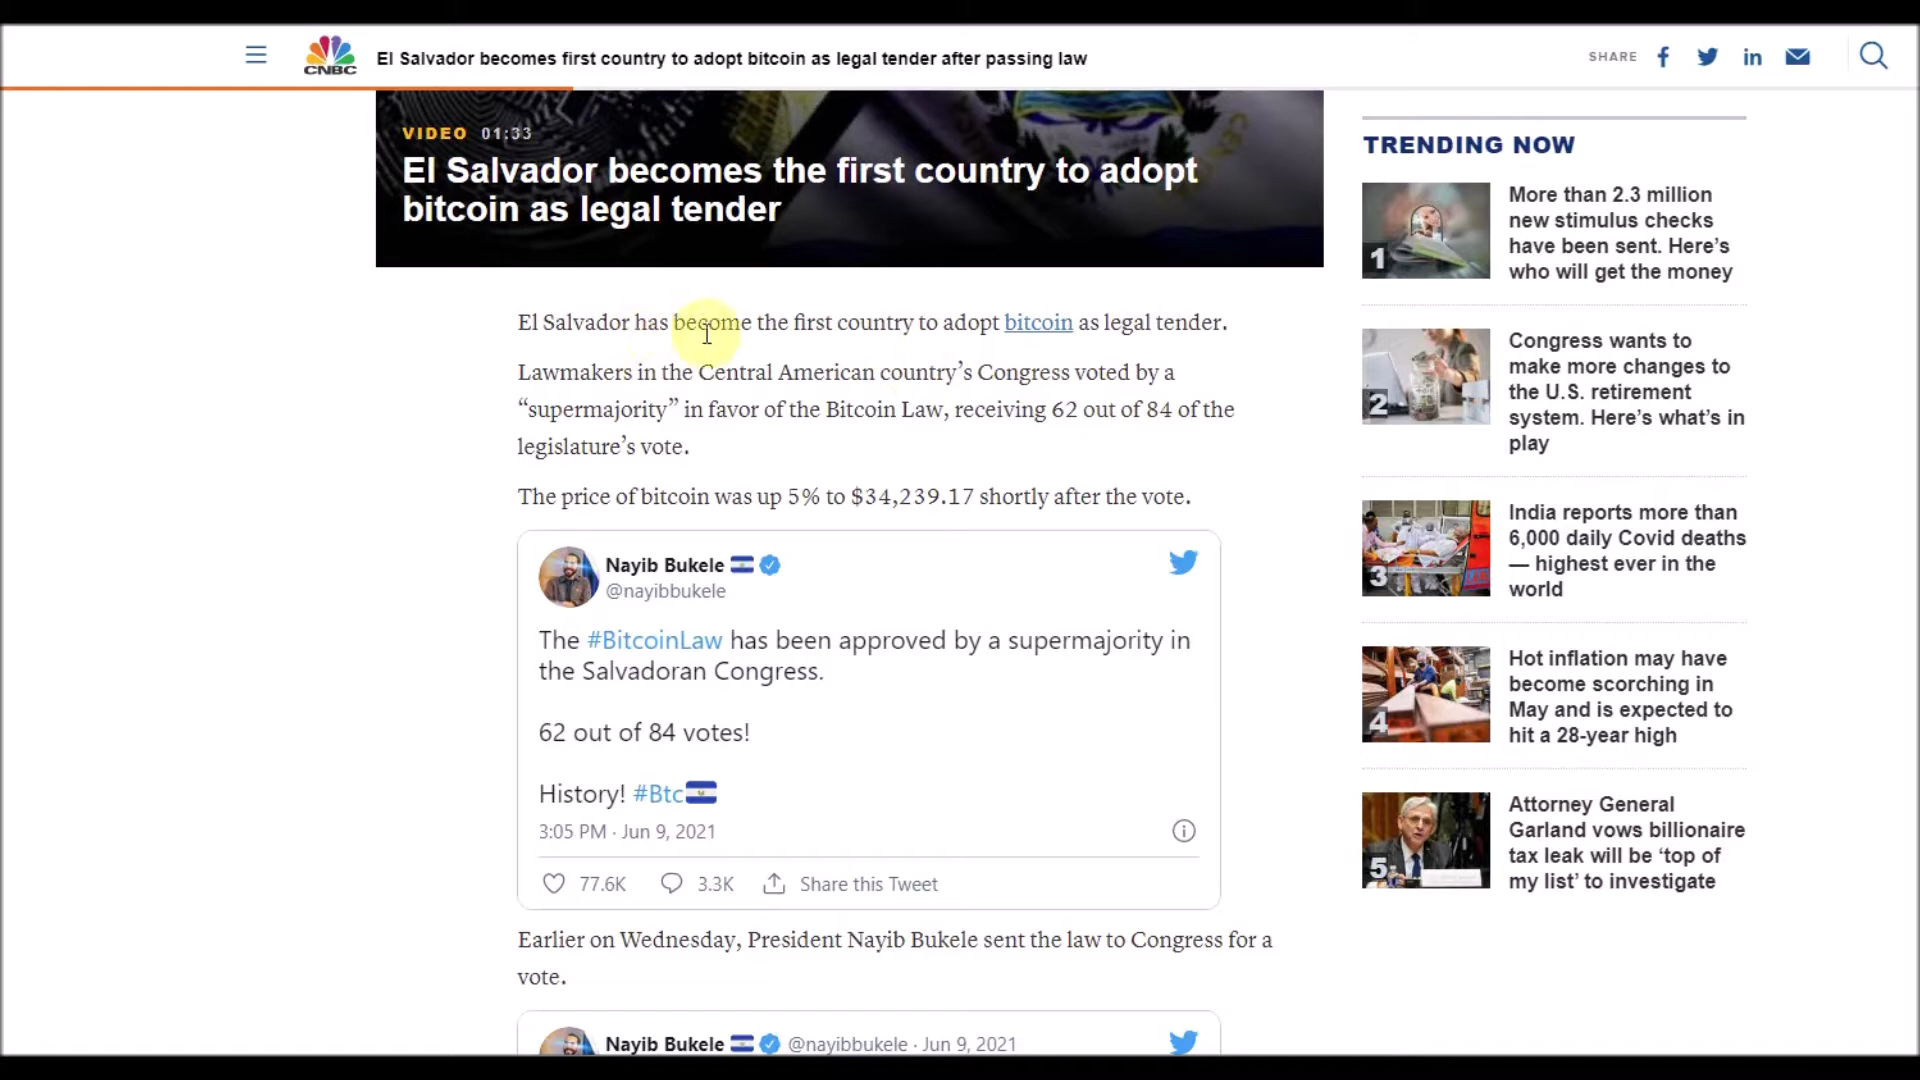 CNBC
El Salvador becomes first country to adopt bitcoin as legal tender after passing law
SHARE
VIDEO 01:33
El Salvador becomes the first country to adopt
bitcoin as legal tender
El Salvador has become the first country to adopt bitcoin as legal tender.
Lawmakers in the Central American country’s Congress voted by a
“supermajority” in favor of the Bitcoin Law, receiving 62 out of 84 of the
legislature’s vote.
The price of bitcoin was up 5% to $34,239.17 shortly after the vote.
Nayib Bukele
@nayibbukele
The #BitcoinLaw has been approved by a supermajority in
the Salvadoran Congress.
62 out of 84 votes!
History! #Btc
3:05 PM · Jun 9, 2021
77.6K 3.3K Share this Tweet
Earlier on Wednesday, President Nayib Bukele sent the law to Congress for a
vote.
Nayib Bukele @nayibbukele · Jun 9, 2021
TRENDING NOW
1
More than 2.3 million
new stimulus checks
have been sent. Here’s
who will get the money
2
Congress wants to
make more changes to
the U.S. retirement
system. Here’s what’s in
play
3
India reports more than
6,000 daily Covid deaths
— highest ever in the
world
4
Hot inflation may have
become scorching in
May and is expected to
hit a 28-year high
5
Attorney General
Garland vows billionaire
tax leak will be ‘top of
my list’ to investigate